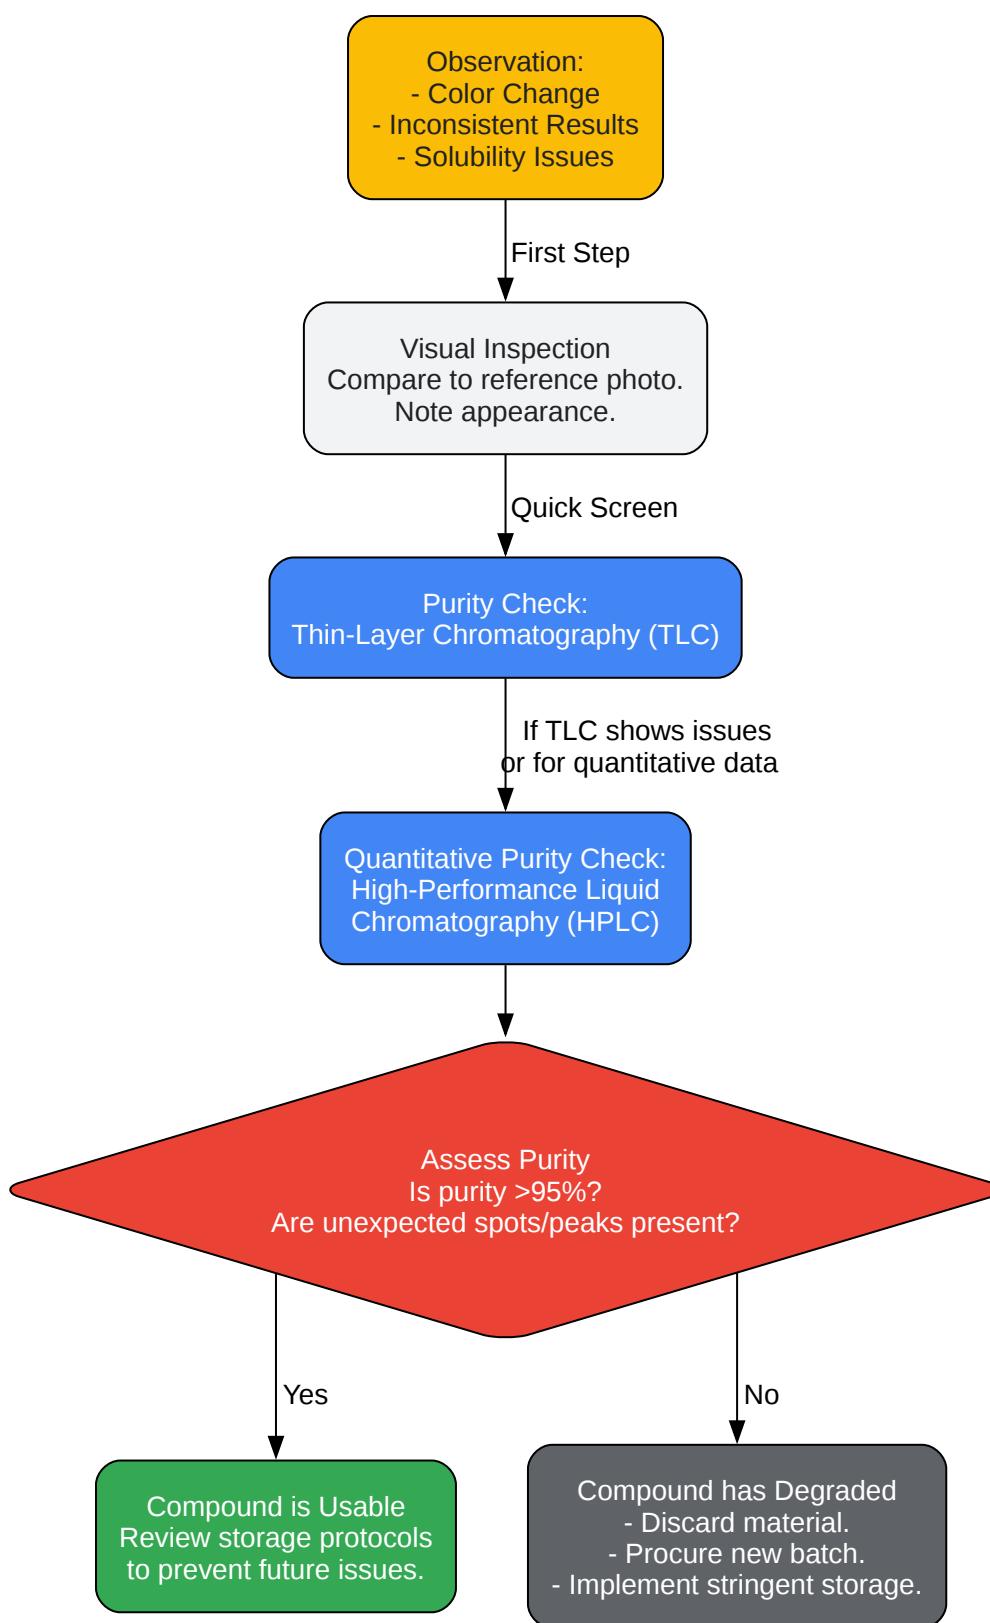 Observation:
- Color Change
- Inconsistent Results
- Solubility Issues
First Step
Visual Inspection
Compare to reference photo.
Note appearance.
Quick Screen
Purity Check:
Thin-Layer Chromatography (TLC)
If TLC shows issues
or for quantitative data
Quantitative Purity Check:
High-Performance Liquid
Chromatography (HPLC)
Assess Purity
Is purity >95%?
Are unexpected spots/peaks present?
Yes
No
Compound is Usable
Review storage protocols
to prevent future issues.
Compound has Degraded
- Discard material.
- Procure new batch.
- Implement stringent storage.